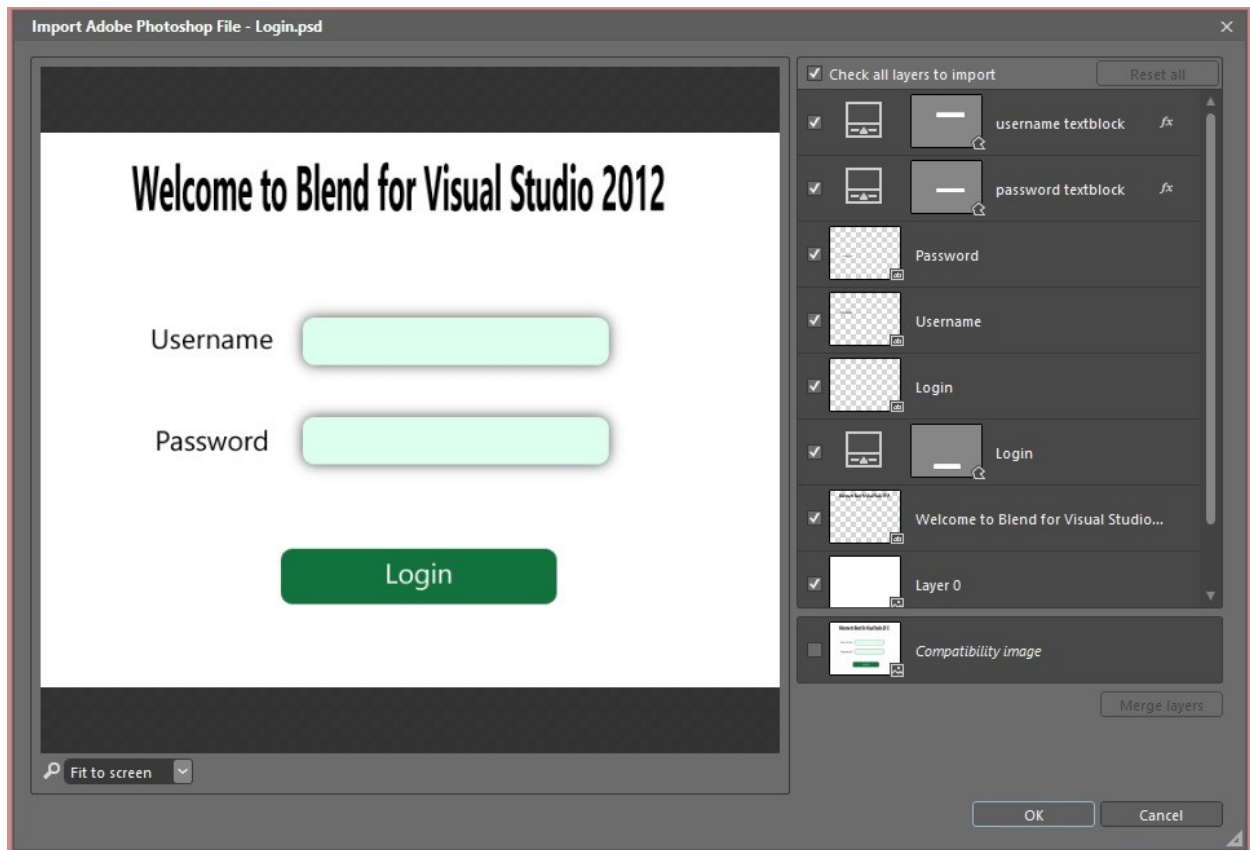 Import Adobe Photoshop File - Login.psd
Welcome to Blend for Visual Studio 2012
Username
Password
Login
Fit to screen
Check all layers to import
Reset all
username textblock fx
password textblock fx
Password
Username
Login
Login
Welcome to Blend for Visual Studio...
Layer 0
Compatibility image
Merge layers
OK
Cancel